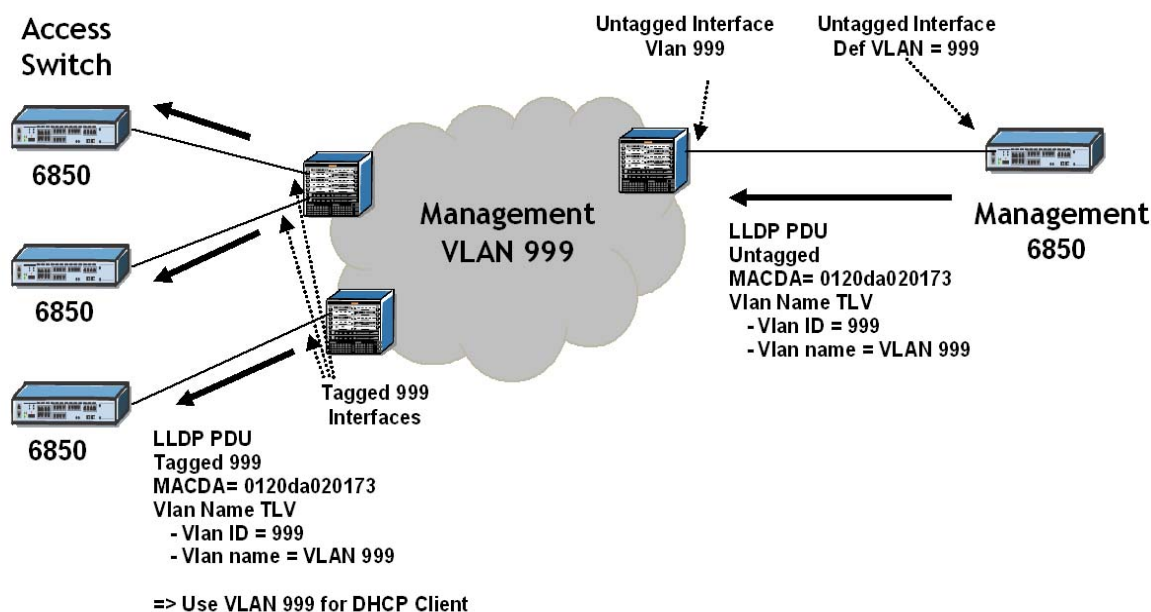 Access
Switch
6850
6850
6850
Untagged Interface
Vlan 999
Untagged Interface
Def VLAN = 999
Management
VLAN 999
Management
6850
LLDP PDU
Untagged
MACDA= 0120da020173
Vlan Name TLV
- Vlan ID = 999
- Vlan name = VLAN 999
Tagged 999
Interfaces
LLDP PDU
Tagged 999
MACDA= 0120da020173
Vlan Name TLV
- Vlan ID = 999
- Vlan name = VLAN 999
=> Use VLAN 999 for DHCP Client